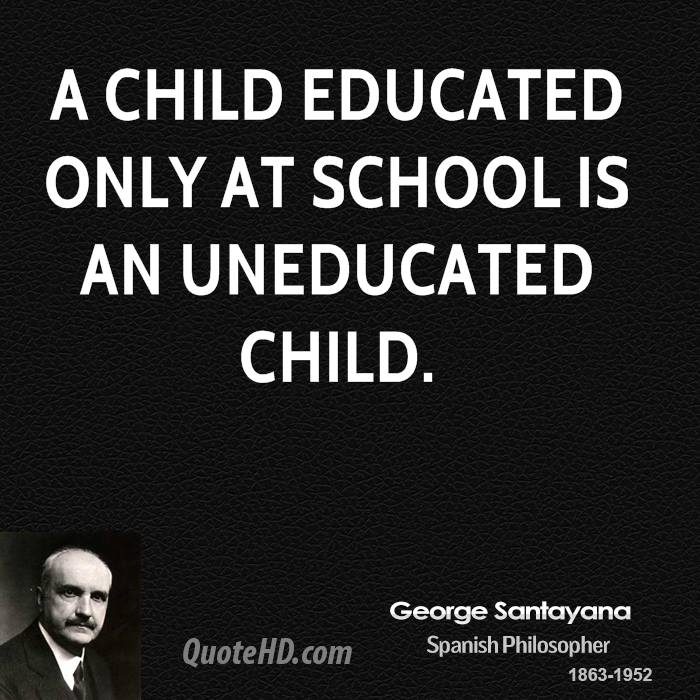 A CHILD EDUCATED
ONLY AT SCHOOL IS
AN UNEDUCATED
CHILD.
George Santayana
Spanish Philosopher
QuoteHD.com
1863-1952